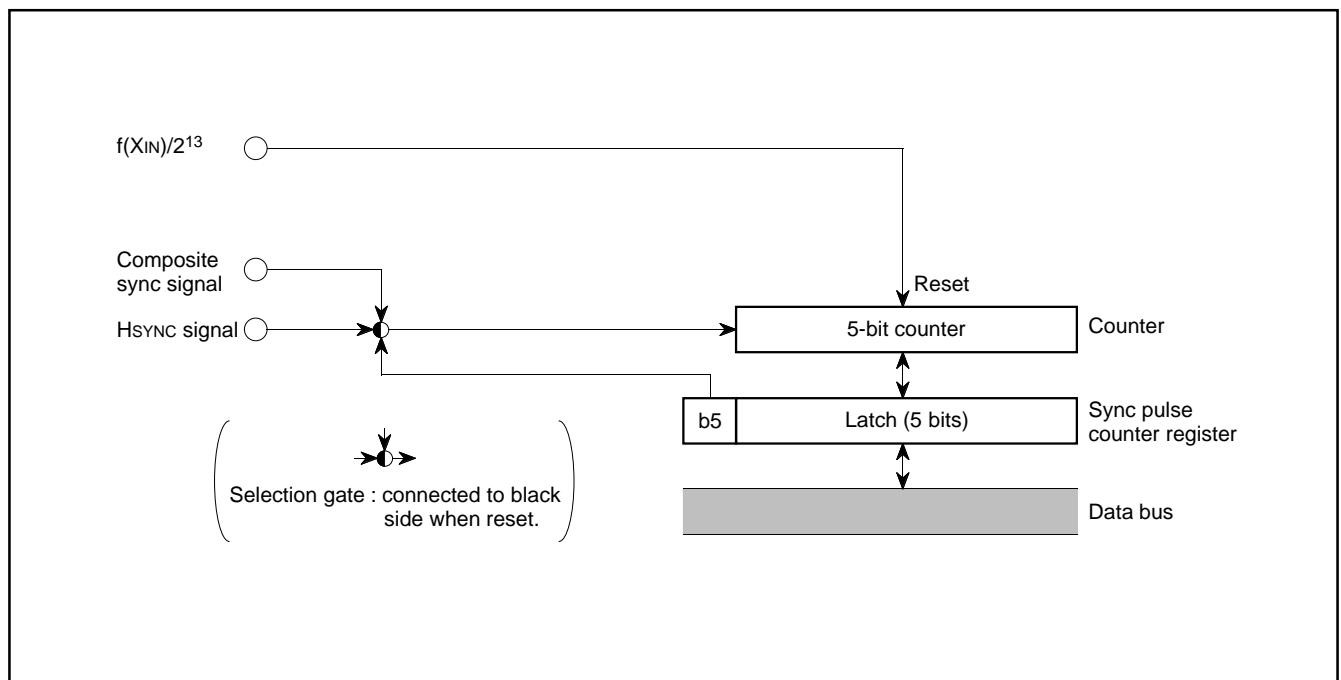 f(XIN)/2¹³
Reset
Composite
sync signal
HSYNC signal
5-bit counter
Counter
b5
Latch (5 bits)
Sync pulse
counter register
Selection gate : connected to black
side when reset.
Data bus